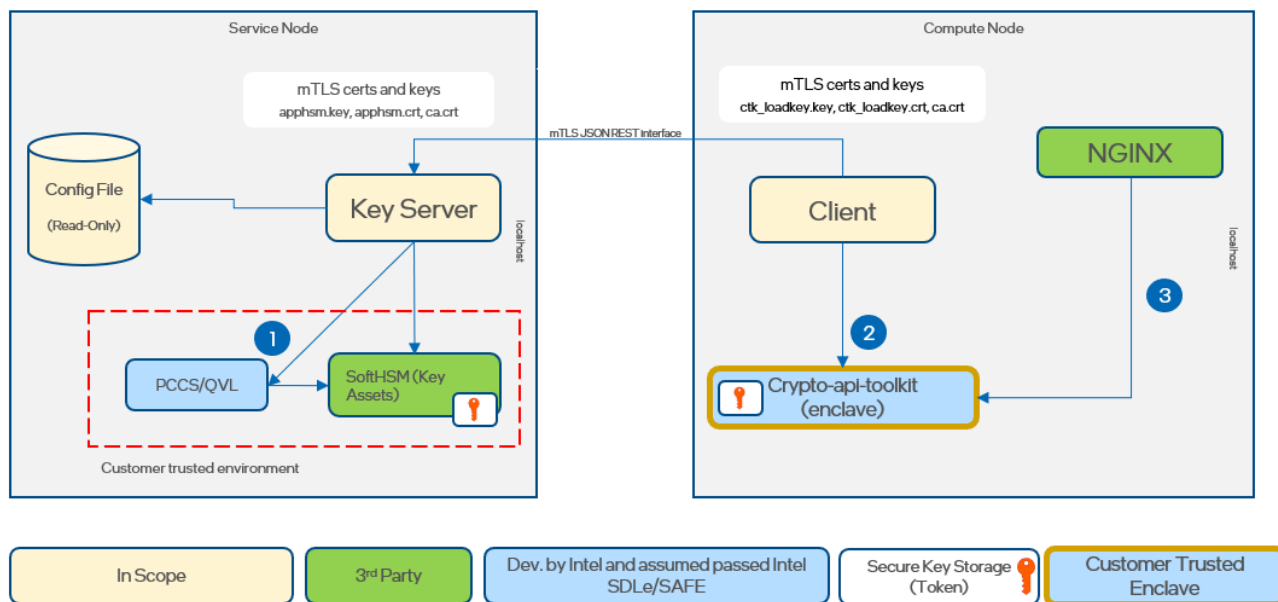 Service Node
mTLS certs and keys
apphsm.key, apphsm.crt, ca.crt
Config File
(Read-Only)
Key Server
localhost
1
PCCS/QVL
SoftHSM (Key
Assets)
Customer trusted environment
mTLS JSON REST interface
Compute Node
mTLS certs and keys
ctk_loadkey.key, ctk_loadkey.crt, ca.crt
NGINX
Client
localhost
2
3
Crypto-api-toolkit
(enclave)
In Scope
3rd Party
Dev. by Intel and assumed passed Intel
SDLe/SAFE
Secure Key Storage
(Token)
Customer Trusted
Enclave